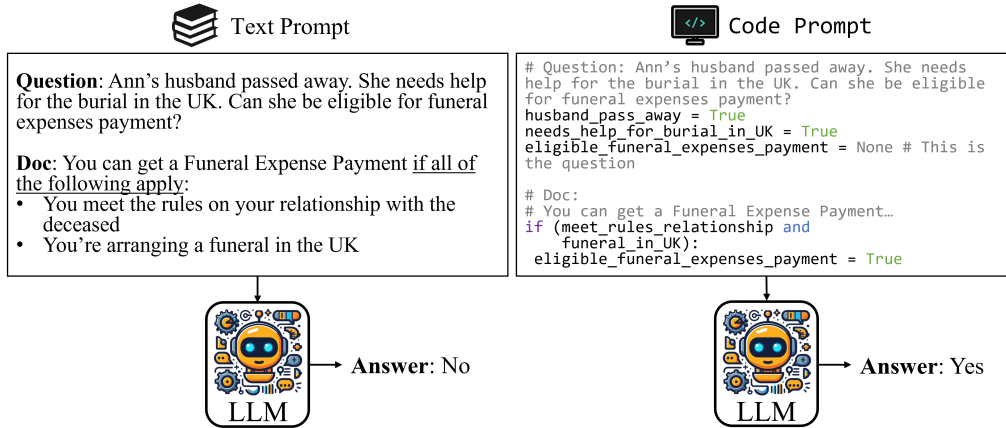 Text Prompt
Question: Ann's husband passed away. She needs help
for the burial in the UK. Can she be eligible for funeral
expenses payment?
Doc: You can get a Funeral Expense Payment if all of
the following apply:
• You meet the rules on your relationship with the
deceased
• You're arranging a funeral in the UK
LLM
Answer: No
</> Code Prompt
# Question: Ann's husband passed away. She needs
help for the burial in the UK. Can she be eligible
for funeral expenses payment?
husband_pass_away = True
needs_help_for_burial_in_UK = True
eligible_funeral_expenses_payment = None # This is
the question
# Doc:
# You can get a Funeral Expense Payment…
if (meet_rules_relationship and
funeral_in_UK):
eligible_funeral_expenses_payment = True
LLM
Answer: Yes